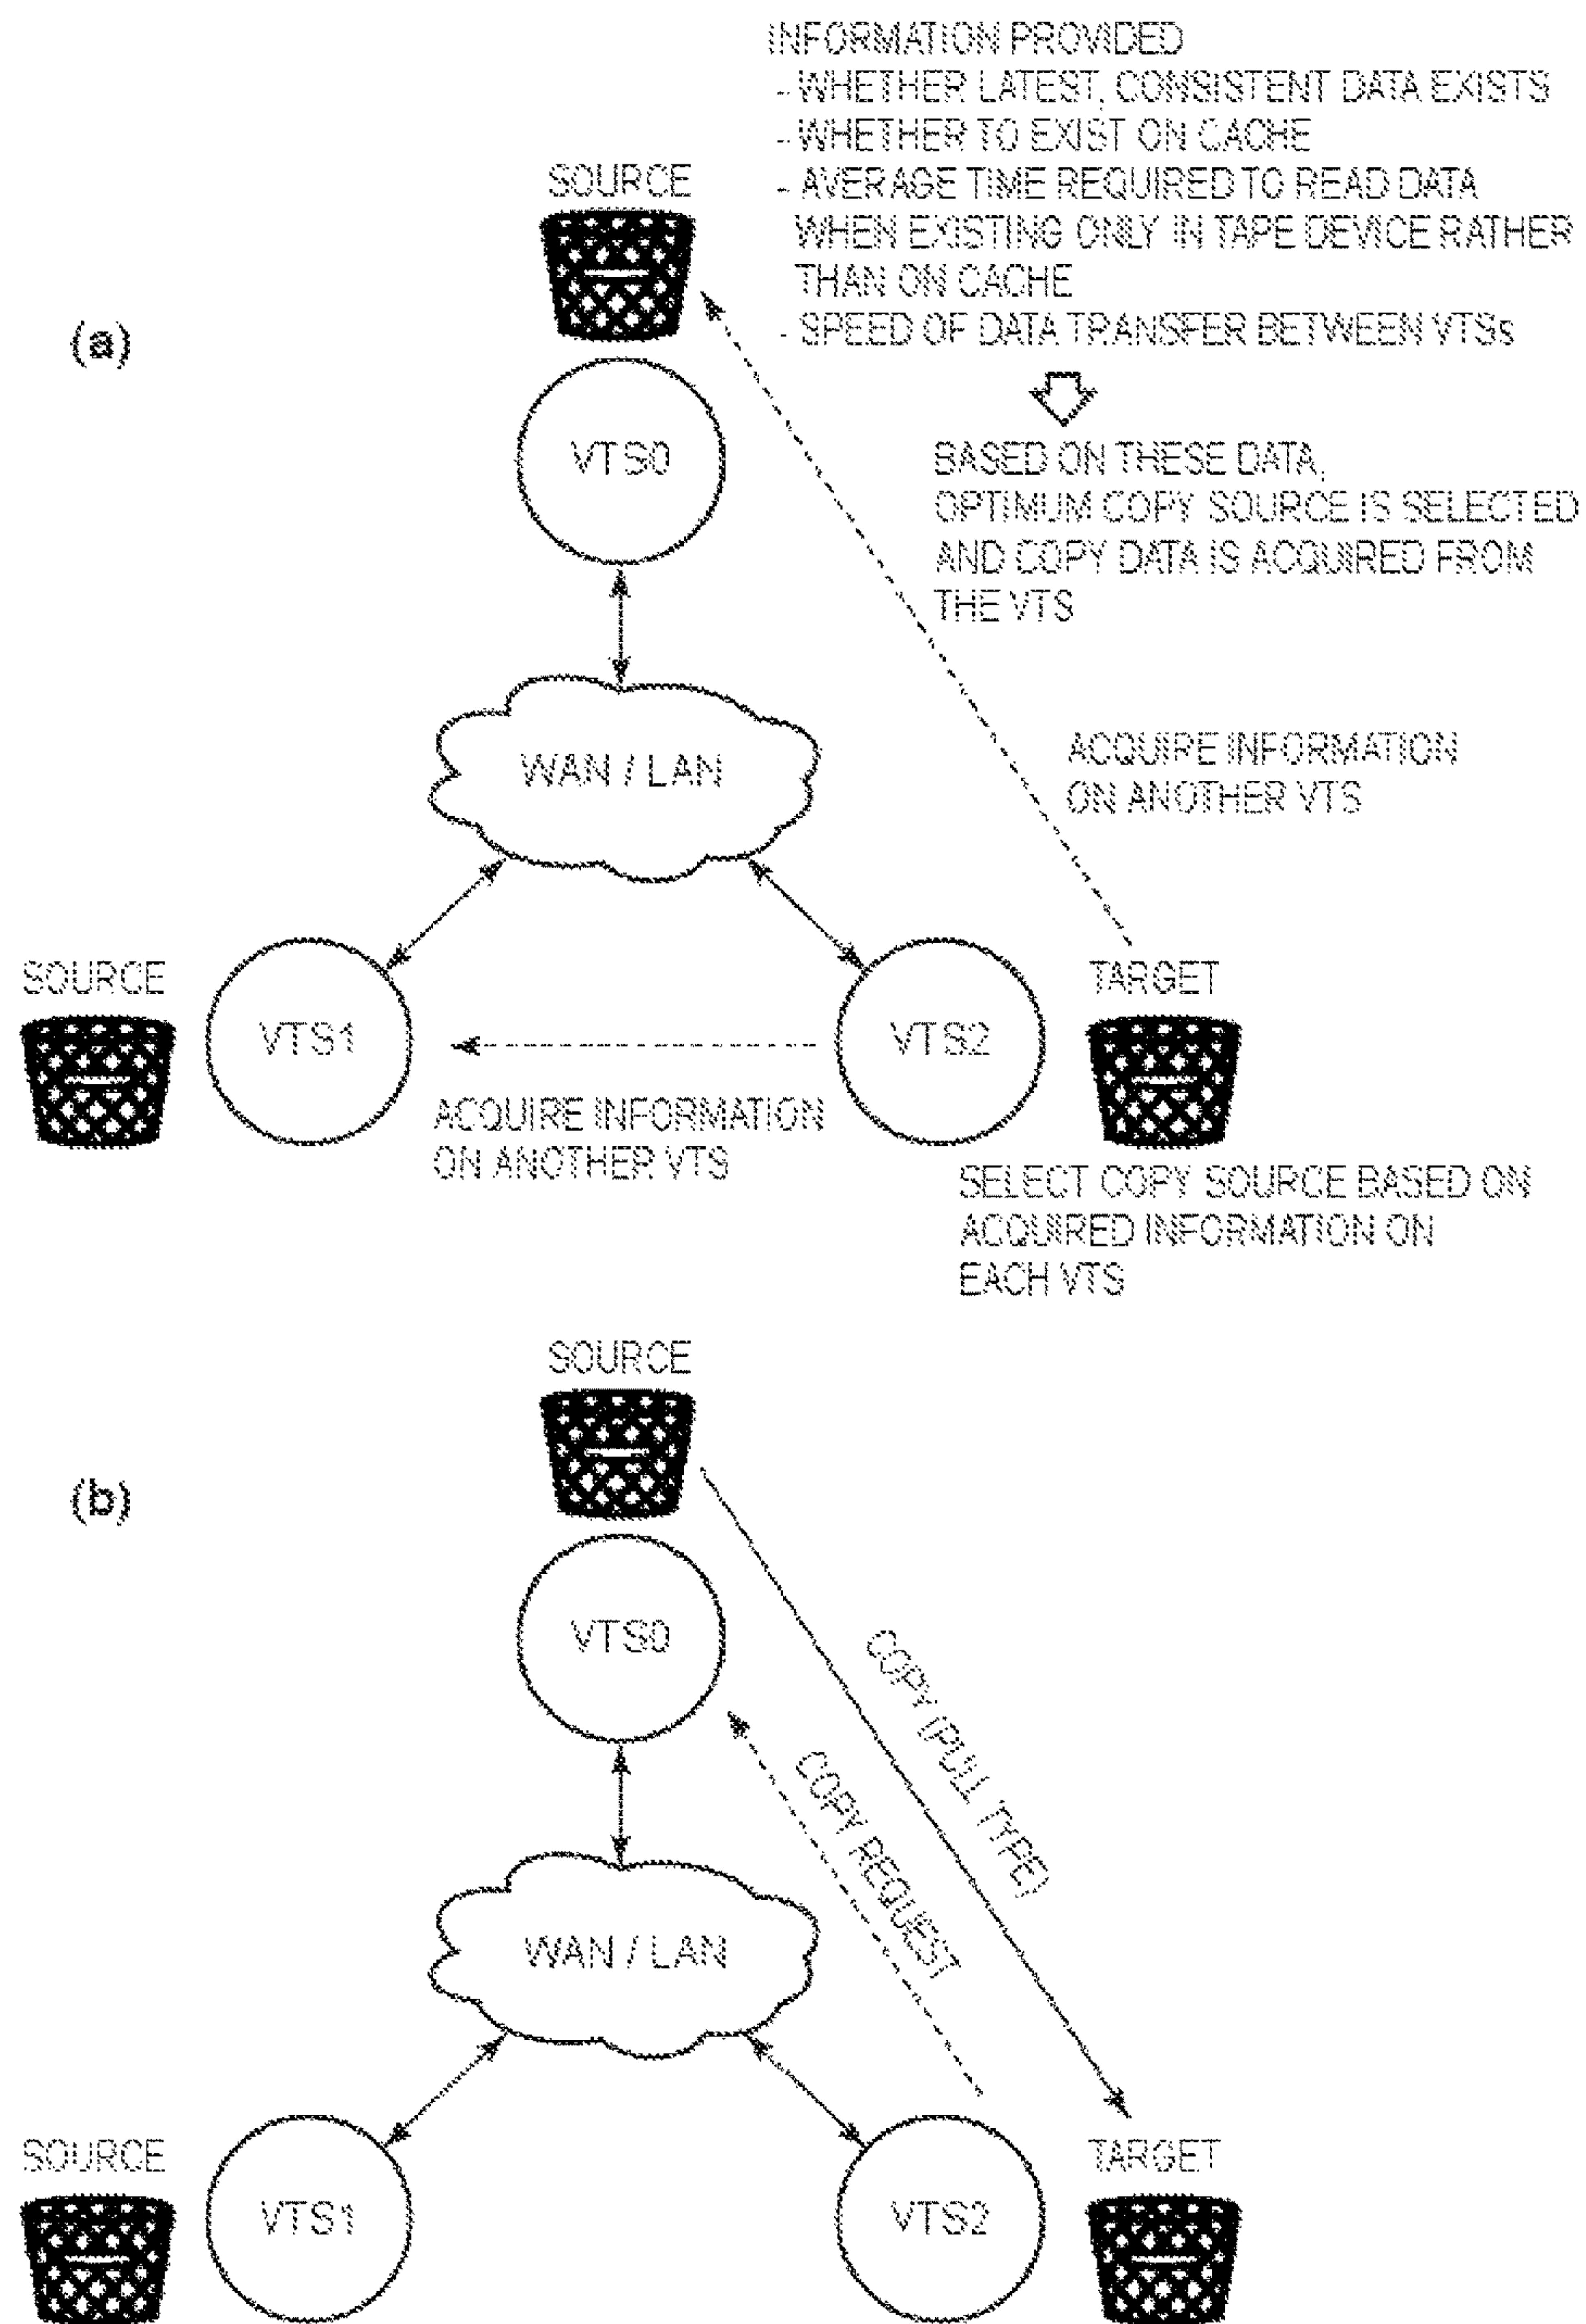 INFORMATION PROVIDED
- WHETHER LATEST, CONSISTENT DATA EXISTS
- WHETHER TO EXIST ON CACHE
- AVERAGE TIME REQUIRED TO READ DATA
WHEN EXISTING ONLY IN TAPE DEVICE RATHER
THAN ON CACHE
- SPEED OF DATA TRANSFER BETWEEN VTSs
SOURCE
(a)
VTS0
BASED ON THESE DATA,
OPTIMUM COPY SOURCE IS SELECTED
AND COPY DATA IS ACQUIRED FROM
THE VTS
WAN / LAN
ACQUIRE INFORMATION
ON ANOTHER VTS
SOURCE
VTS1
VTS2
TARGET
ACQUIRE INFORMATION
ON ANOTHER VTS
SELECT COPY SOURCE BASED ON
ACQUIRED INFORMATION ON
EACH VTS
SOURCE
(b)
VTS0
COPY (PULL TYPE)
COPY REQUEST
WAN / LAN
SOURCE
VTS1
VTS2
TARGET